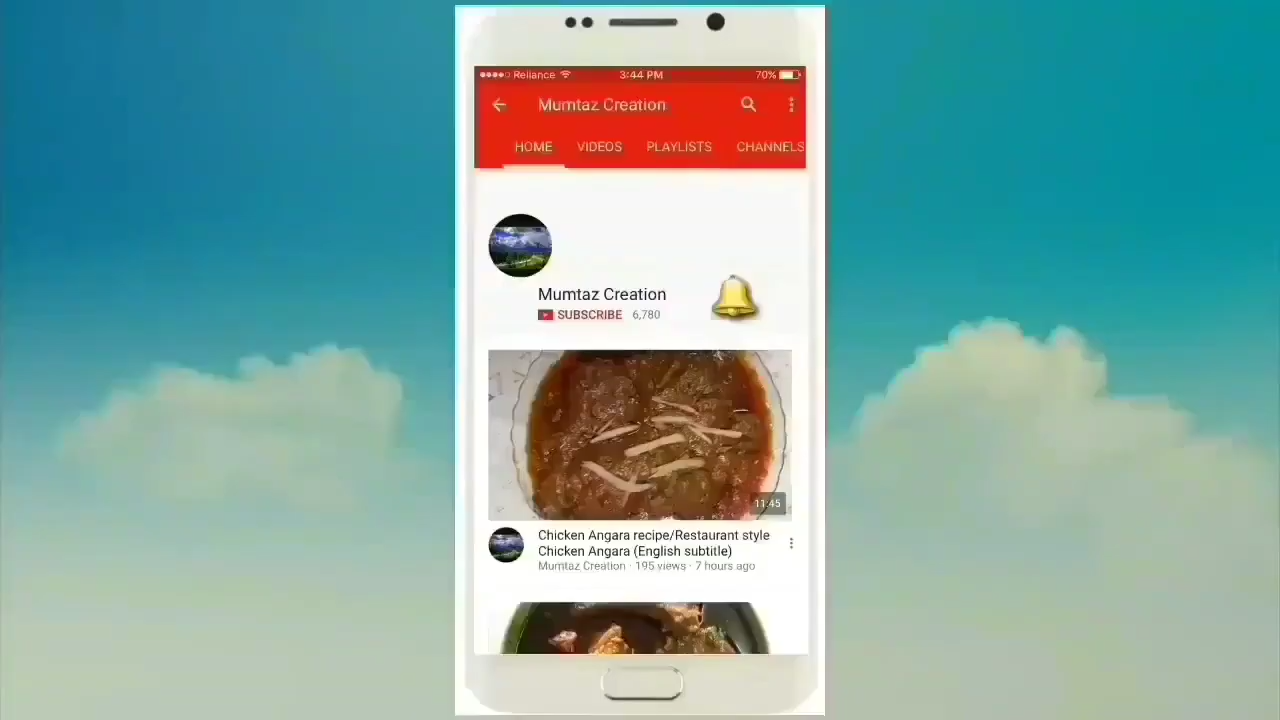 Reliance 3:44 PM 70%
Mumtaz Creation
HOME VIDEOS PLAYLISTS CHANNELS
Mumtaz Creation
SUBSCRIBE 6,780
11:45
Chicken Angara recipe/Restaurant style
Chicken Angara (English subtitle)
Mumtaz Creation · 195 views · 7 hours ago